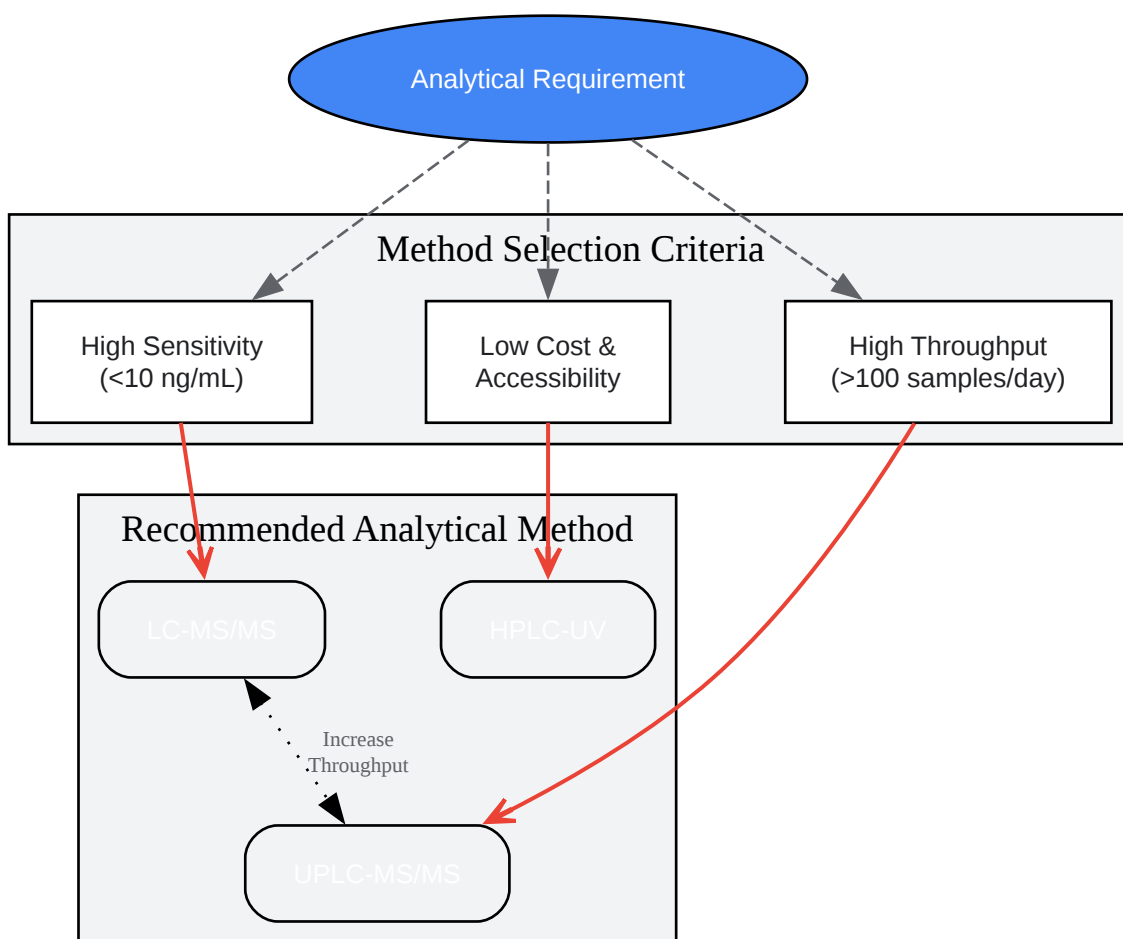 Analytical Requirement
Method Selection Criteria
High Sensitivity
(<10 ng/mL)
Low Cost &
Accessibility
High Throughput
(>100 samples/day)
Recommended Analytical Method
LC-MS/MS
HPLC-UV
Increase
Throughput
UPLC-MS/MS